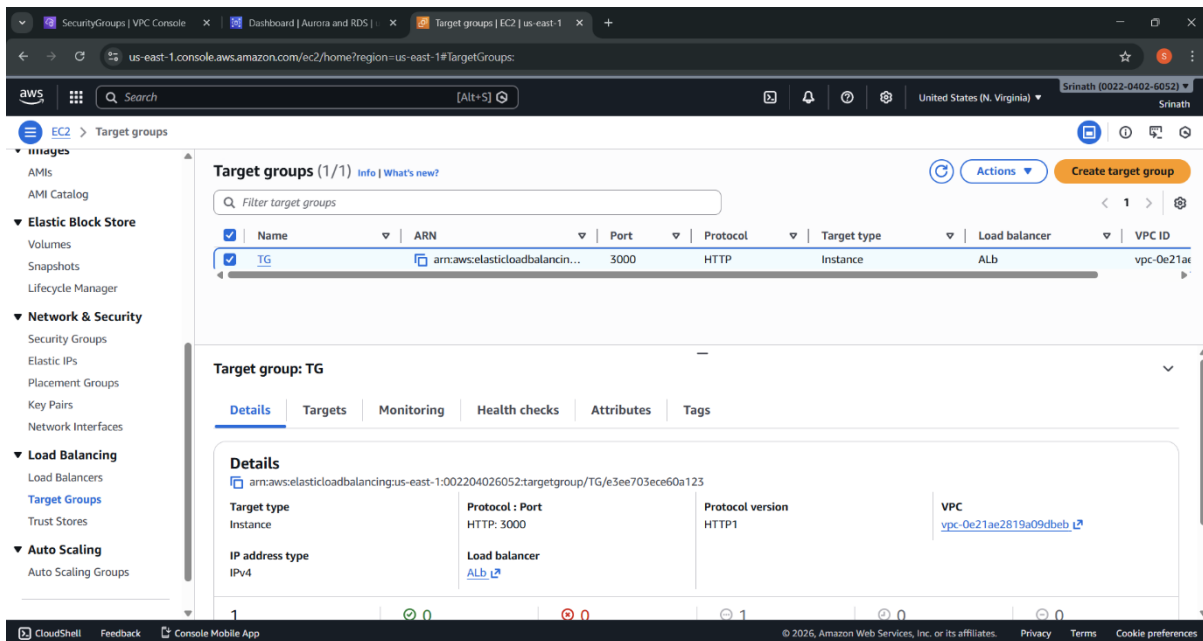 SecurityGroups | VPC Console
Dashboard | Aurora and RDS |
Target groups | EC2 | us-east-1
us-east-1.console.aws.amazon.com/ec2/home?region=us-east-1#TargetGroups:
S
aws
Search
[Alt+S]
United States (N. Virginia)
Srinath (0022-0402-6052)
Srinath
EC2 > Target groups
Images
AMIs
AMI Catalog
Elastic Block Store
Volumes
Snapshots
Lifecycle Manager
Network & Security
Security Groups
Elastic IPs
Placement Groups
Key Pairs
Network Interfaces
Load Balancing
Load Balancers
Target Groups
Trust Stores
Auto Scaling
Auto Scaling Groups
Target groups (1/1) Info | What's new?
Actions
Create target group
Filter target groups
1
Name ARN Port Protocol Target type Load balancer VPC ID
TG arn:aws:elasticloadbalancin... 3000 HTTP Instance ALb vpc-0e21ae
Target group: TG
Details Targets Monitoring Health checks Attributes Tags
Details
arn:aws:elasticloadbalancing:us-east-1:002204026052:targetgroup/TG/e3ee703ece60a123
Target type Protocol : Port Protocol version VPC
Instance HTTP: 3000 HTTP1 vpc-0e21ae2819a09dbeb
IP address type Load balancer
IPv4 ALb
1 0 0 1 0 0
CloudShell Feedback Console Mobile App © 2026, Amazon Web Services, Inc. or its affiliates. Privacy Terms Cookie preferences